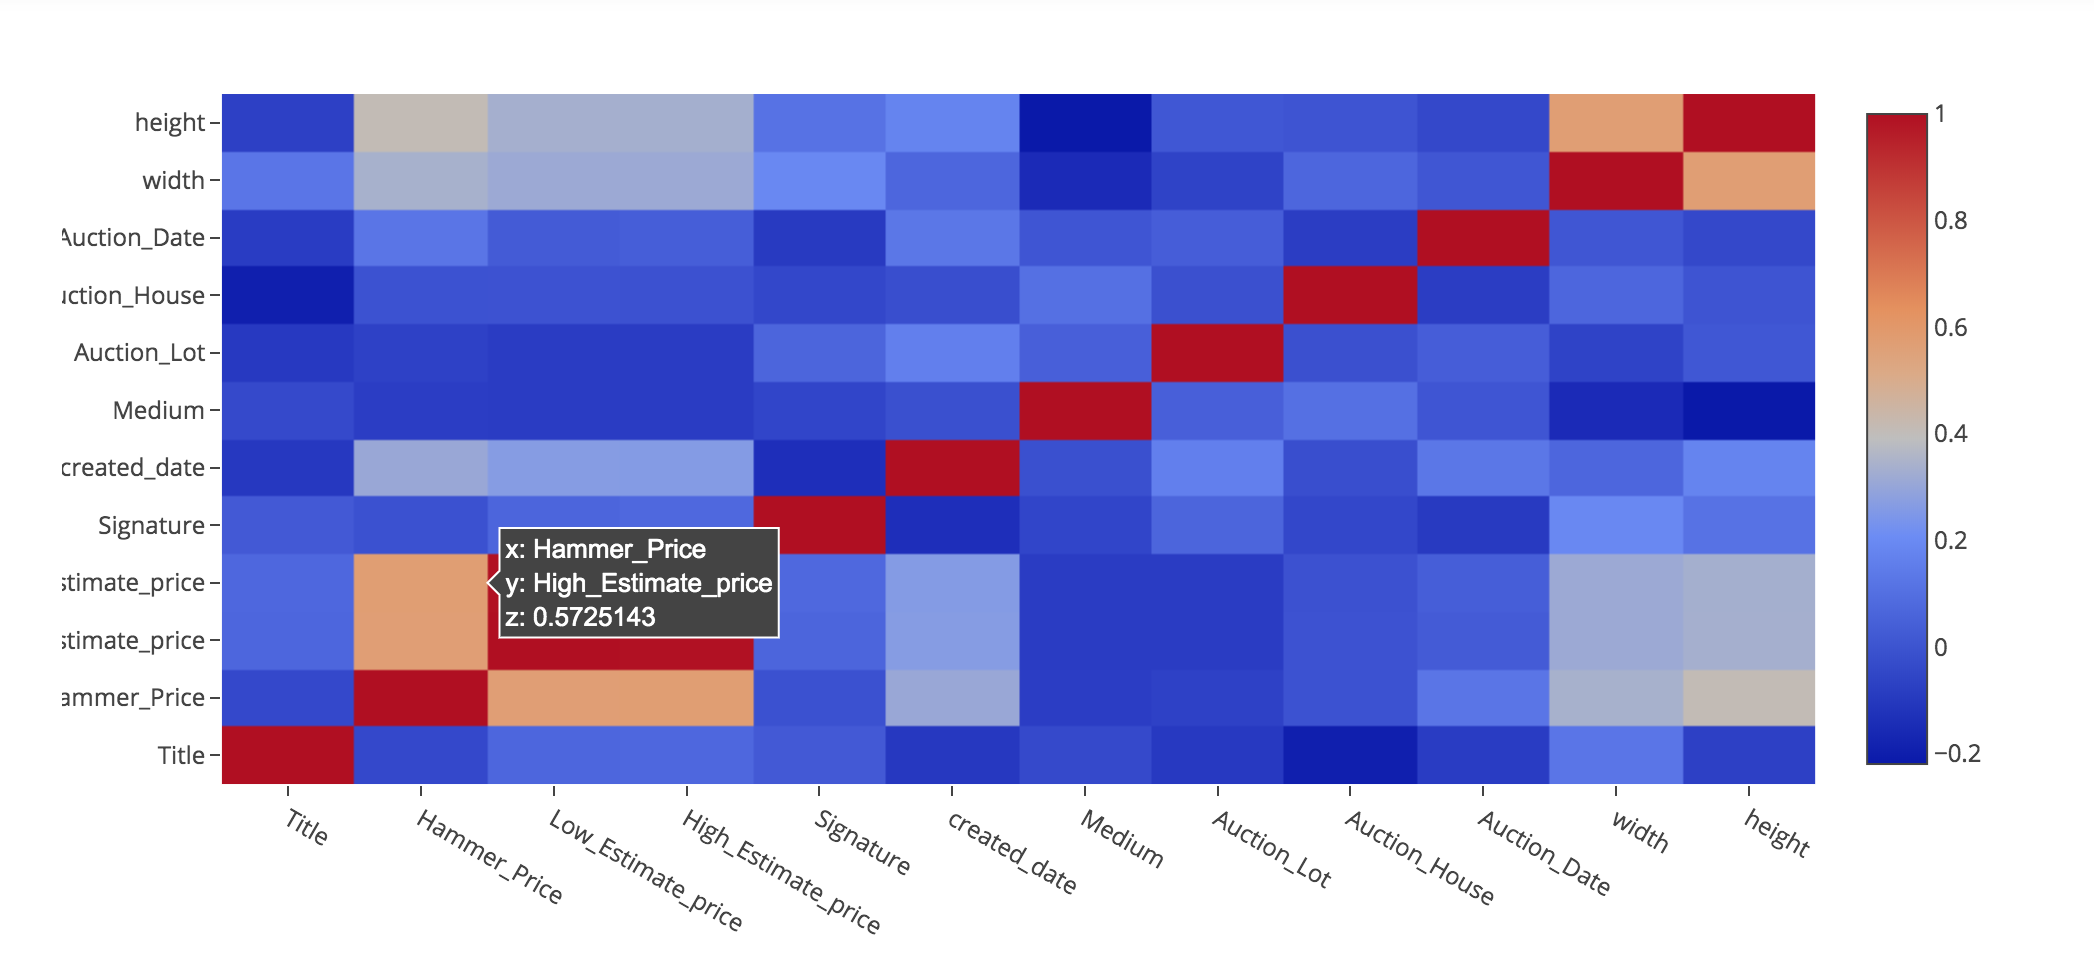 height
width
Auction_Date
uction_House
Auction_Lot
Medium
created_date
Signature
stimate_price
stimate_price
ammer_Price
Title
x: Hammer_Price
y: High_Estimate_price
z: 0.5725143
Title
Hammer_Price
Low_Estimate_price
High_Estimate_price
Signature
created_date
Medium
Auction_Lot
Auction_House
Auction_Date
width
height
1
0.8
0.6
0.4
0.2
0
−0.2